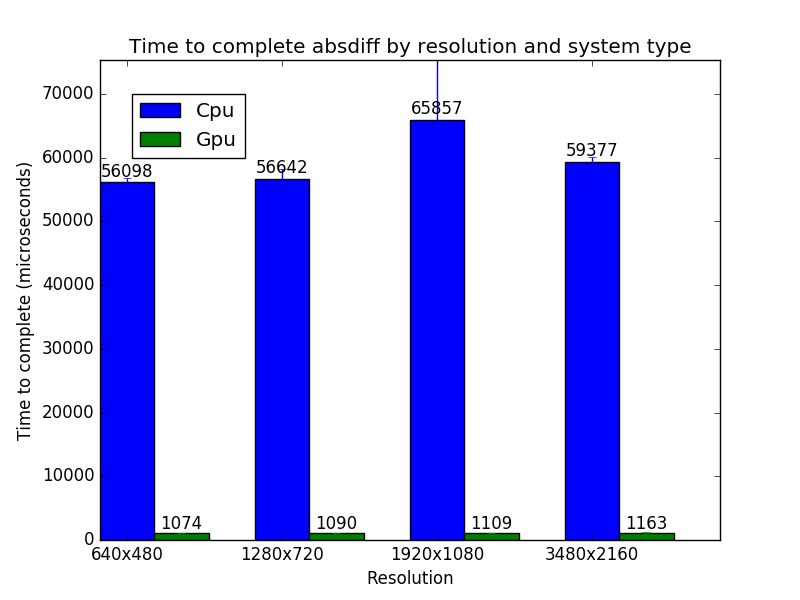 Time to complete absdiff by resolution and system type
Time to complete (microseconds)
70000
60000
50000
40000
30000
20000
10000
0
Cpu
Gpu
56098
1074
56642
1090
65857
1109
59377
1163
640x480
1280x720
1920x1080
3480x2160
Resolution